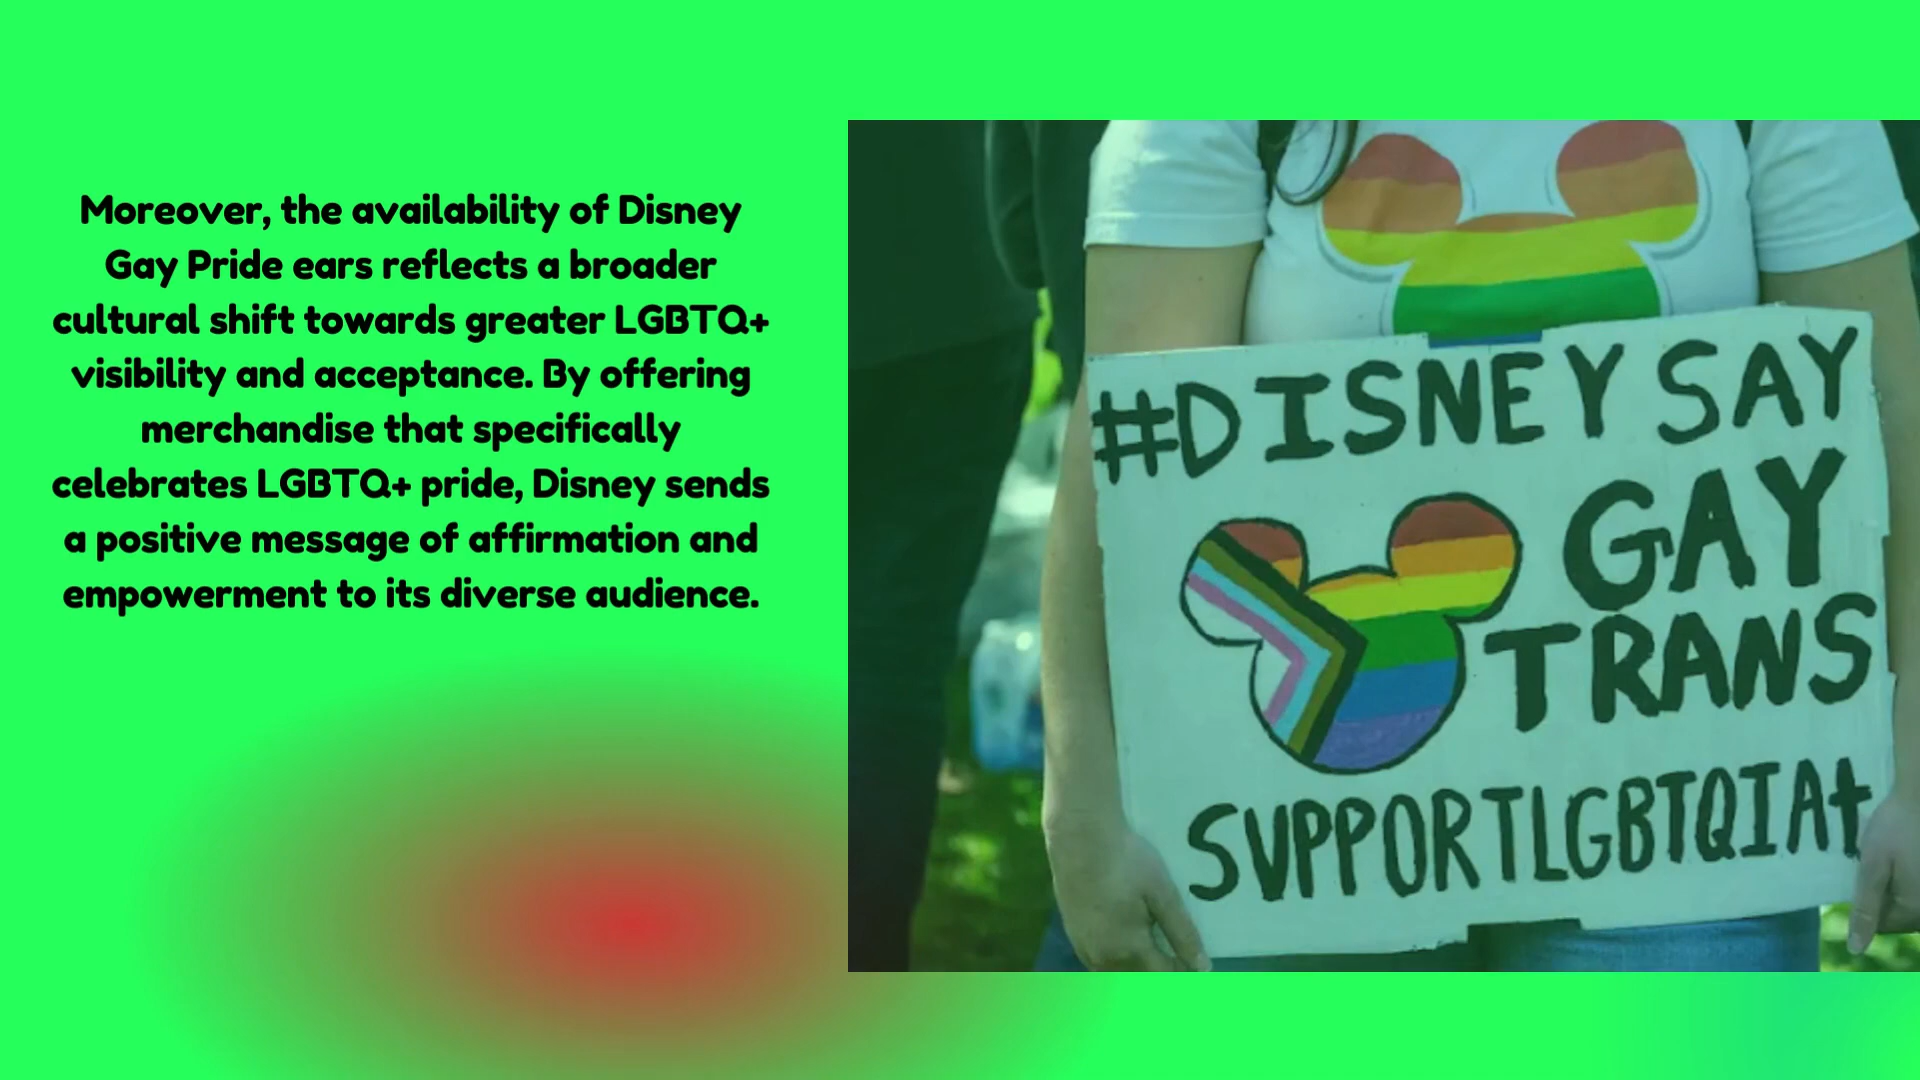 Moreover, the availability of Disney
Gay Pride ears reflects a broader
cultural shift towards greater LGBTQ+
visibility and acceptance. By offering
merchandise that specifically
celebrates LGBTQ+ pride, Disney sends
a positive message of affirmation and
empowerment to its diverse audience.
#DISNEY SAY
GAY
TRANS
SUPPORTLGBTQIA+